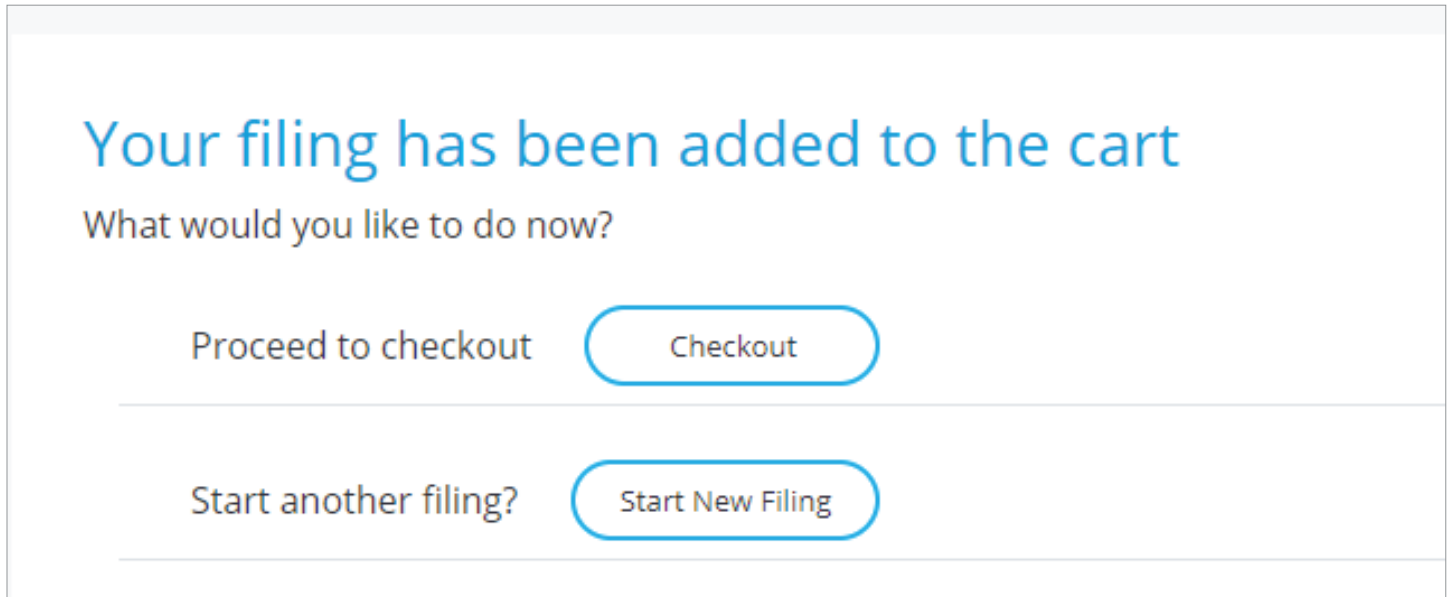 Your filing has been added to the cart
What would you like to do now?
Proceed to checkout Checkout
Start another filing? Start New Filing